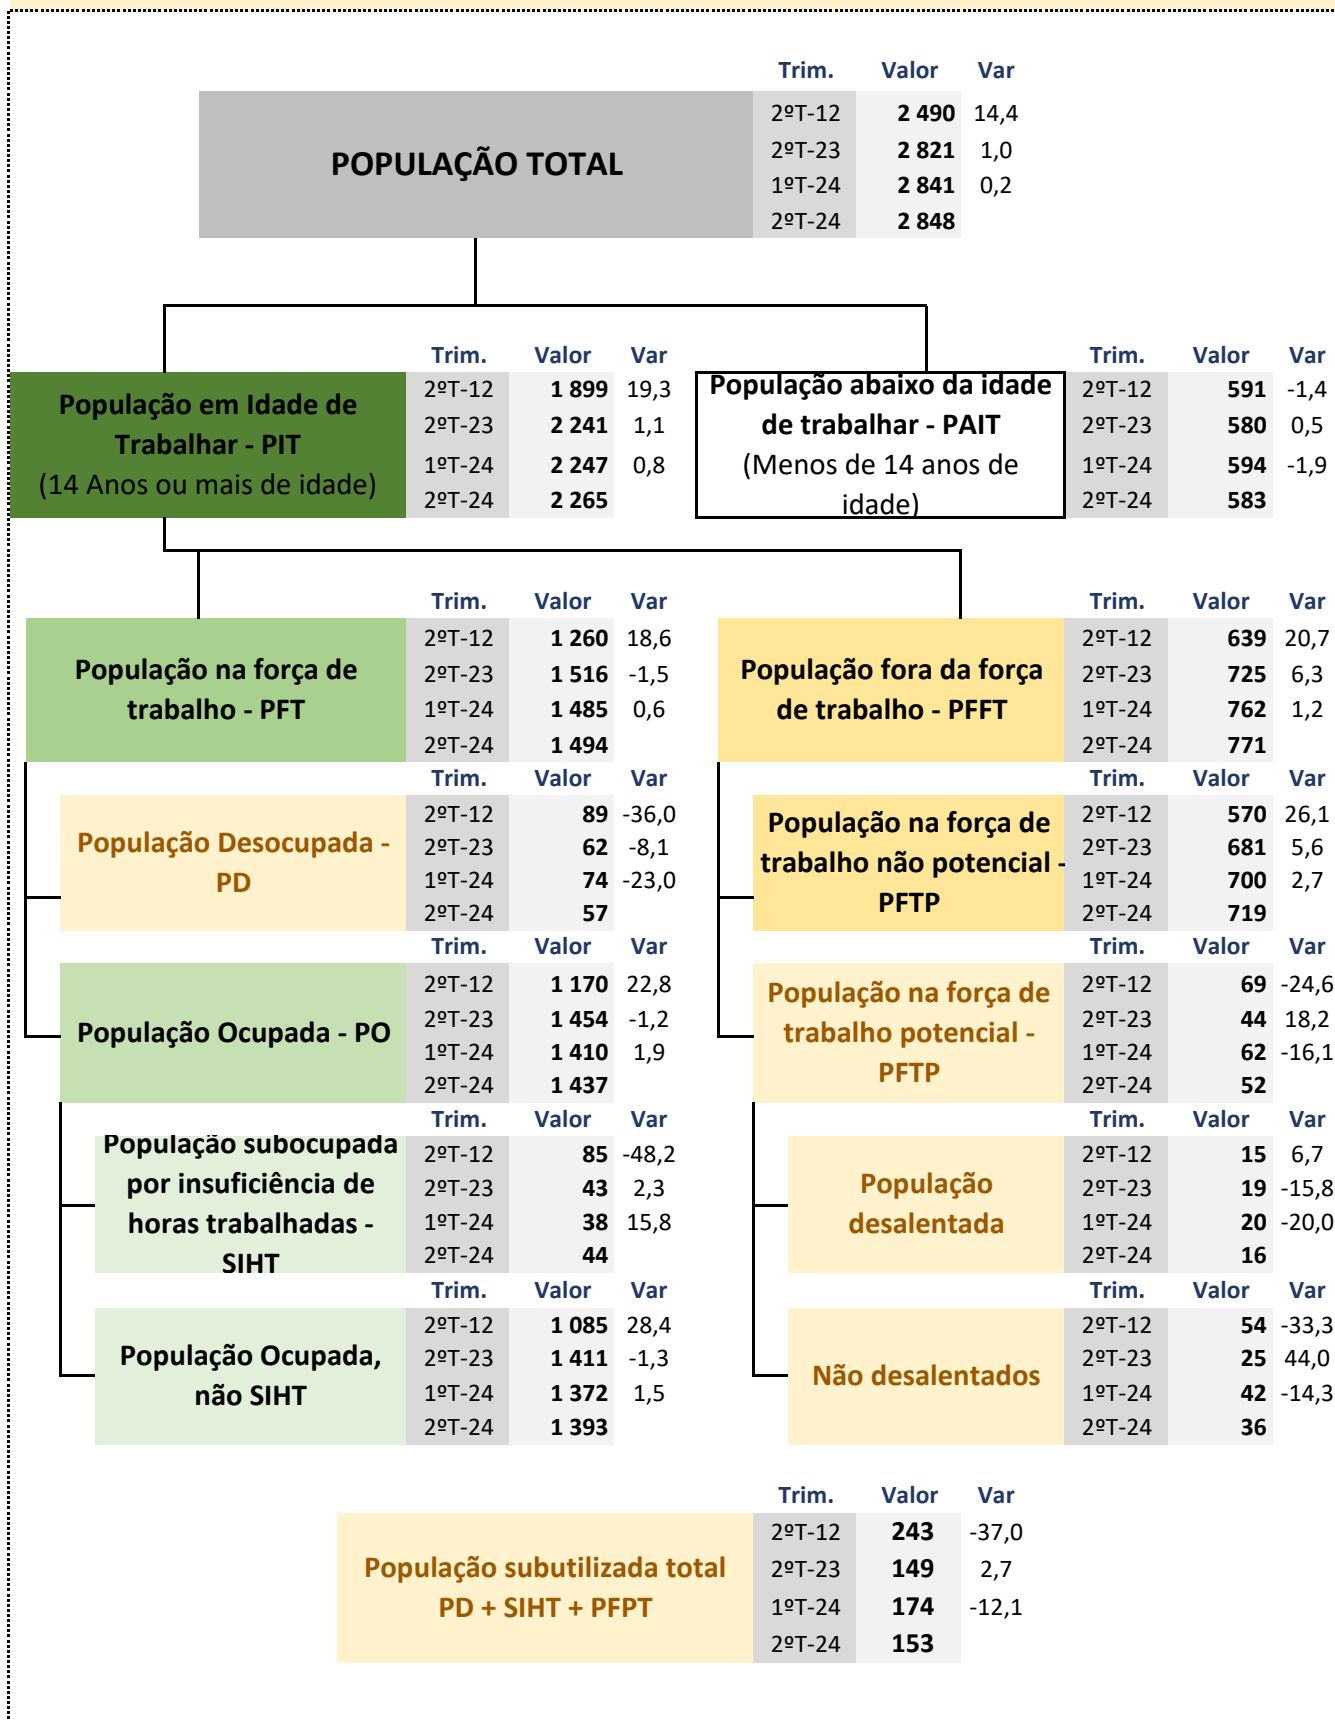 Trim. Valor Var
POPULAÇÃO TOTAL
2ºT-12 2 490 14,4
2ºT-23 2 821 1,0
1ºT-24 2 841 0,2
2ºT-24 2 848
Trim. Valor Var
População em Idade de
Trabalhar - PIT
(14 Anos ou mais de idade)
2ºT-12 1 899 19,3
2ºT-23 2 241 1,1
1ºT-24 2 247 0,8
2ºT-24 2 265
Trim. Valor Var
População abaixo da idade
de trabalhar - PAIT
(Menos de 14 anos de
idade)
2ºT-12 591 -1,4
2ºT-23 580 0,5
1ºT-24 594 -1,9
2ºT-24 583
Trim. Valor Var
População na força de
trabalho - PFT
2ºT-12 1 260 18,6
2ºT-23 1 516 -1,5
1ºT-24 1 485 0,6
2ºT-24 1 494
Trim. Valor Var
População fora da força
de trabalho - PFFT
2ºT-12 639 20,7
2ºT-23 725 6,3
1ºT-24 762 1,2
2ºT-24 771
Trim. Valor Var
População Desocupada -
PD
2ºT-12 89 -36,0
2ºT-23 62 -8,1
1ºT-24 74 -23,0
2ºT-24 57
Trim. Valor Var
População na força de
trabalho não potencial -
PFTP
2ºT-12 570 26,1
2ºT-23 681 5,6
1ºT-24 700 2,7
2ºT-24 719
Trim. Valor Var
População Ocupada - PO
2ºT-12 1 170 22,8
2ºT-23 1 454 -1,2
1ºT-24 1 410 1,9
2ºT-24 1 437
Trim. Valor Var
População na força de
trabalho potencial -
PFTP
2ºT-12 69 -24,6
2ºT-23 44 18,2
1ºT-24 62 -16,1
2ºT-24 52
Trim. Valor Var
População subocupada
por insuficiência de
horas trabalhadas -
SIHT
2ºT-12 85 -48,2
2ºT-23 43 2,3
1ºT-24 38 15,8
2ºT-24 44
Trim. Valor Var
População
desalentada
2ºT-12 15 6,7
2ºT-23 19 -15,8
1ºT-24 20 -20,0
2ºT-24 16
Trim. Valor Var
População Ocupada,
não SIHT
2ºT-12 1 085 28,4
2ºT-23 1 411 -1,3
1ºT-24 1 372 1,5
2ºT-24 1 393
Trim. Valor Var
Não desalentados
2ºT-12 54 -33,3
2ºT-23 25 44,0
1ºT-24 42 -14,3
2ºT-24 36
Trim. Valor Var
População subutilizada total
PD + SIHT + PFPT
2ºT-12 243 -37,0
2ºT-23 149 2,7
1ºT-24 174 -12,1
2ºT-24 153